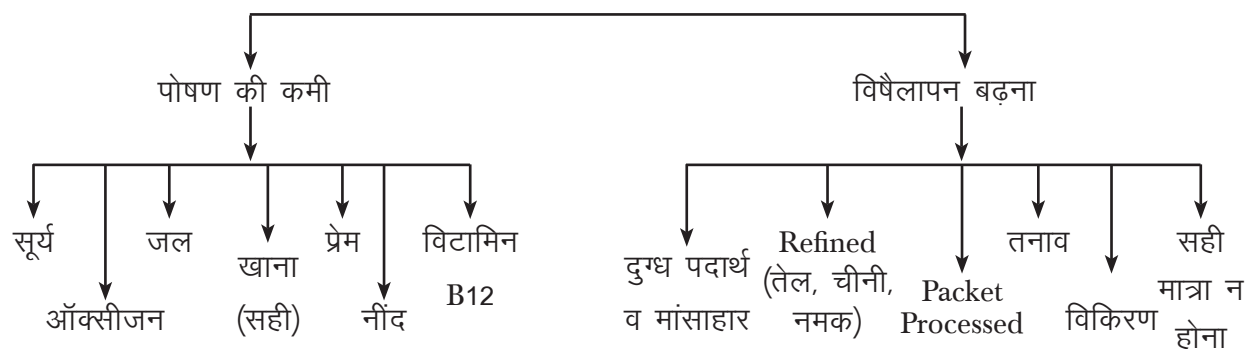 पोषण की कमी
विषैलापन बढ़ना
सूर्य
ऑक्सीजन
जल
खाना
(सही)
प्रेम
नींद
विटामिन
B12
दुग्ध पदार्थ
व मांसाहार
Refined
(तेल, चीनी,
नमक)
Packet
Processed
तनाव
विकिरण
सही
मात्रा न
होना